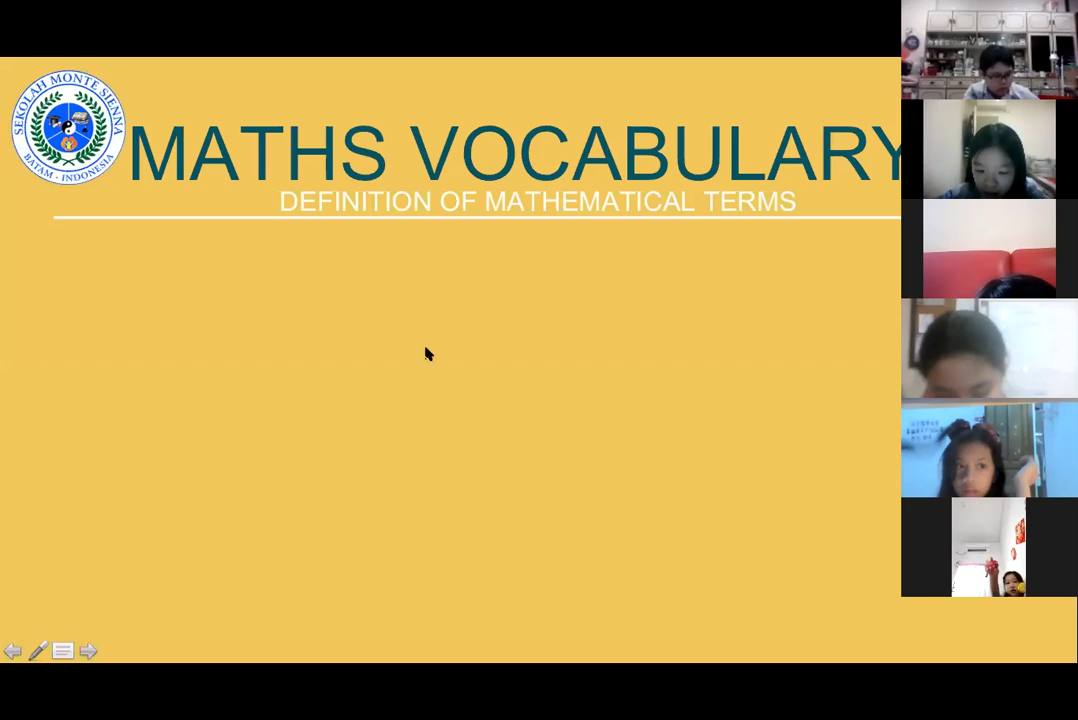 SEKOLAH MONTE SIENNA
BATAM - INDONESIA
MATHS VOCABULARY
DEFINITION OF MATHEMATICAL TERMS